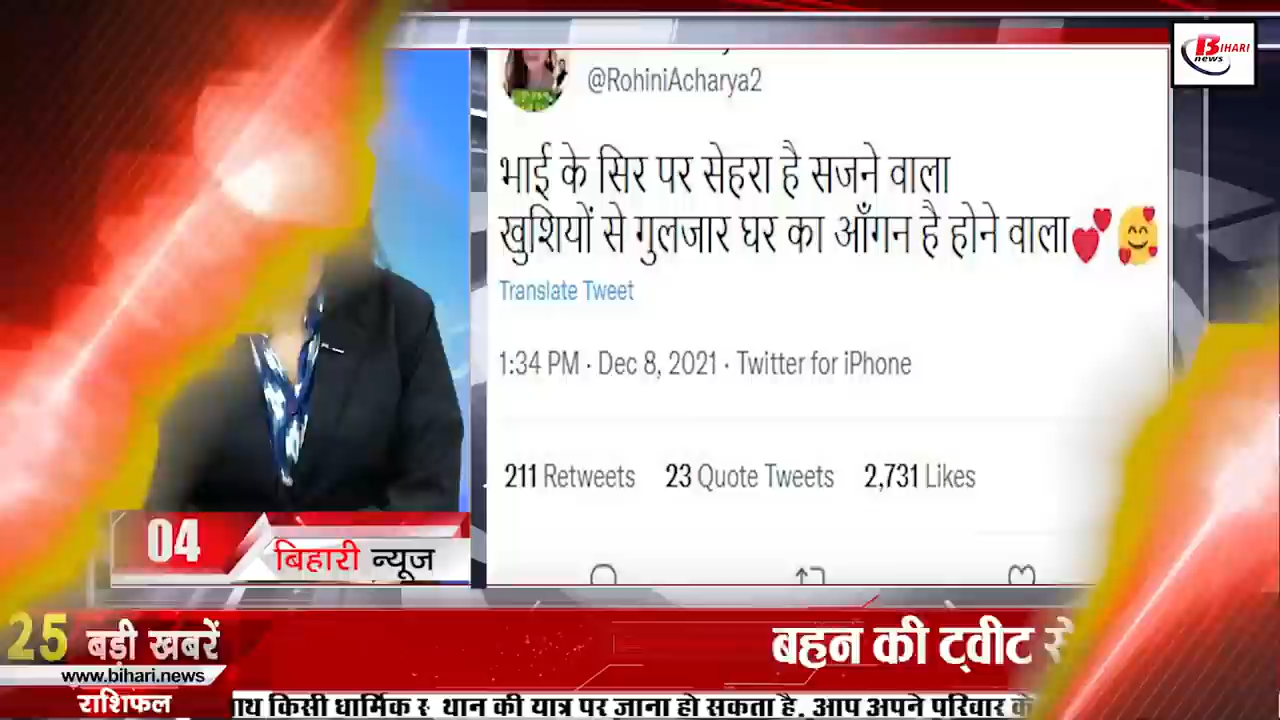 BIHARI
news
@RohiniAcharya2
भाई के सिर पर सेहरा है सजने वाला
खुशियों से गुलजार घर का आँगन है होने वाला
Translate Tweet
1:34 PM · Dec 8, 2021 · Twitter for iPhone
211 Retweets 23 Quote Tweets 2,731 Likes
04
बिहारी न्यूज
25 बड़ी खबरें
बहन की ट्वीट से
www.bihari.news
राशिफल
किसी धार्मिक स्थान की यात्र पर जाना हो सकता है. आप अपने परिवार के